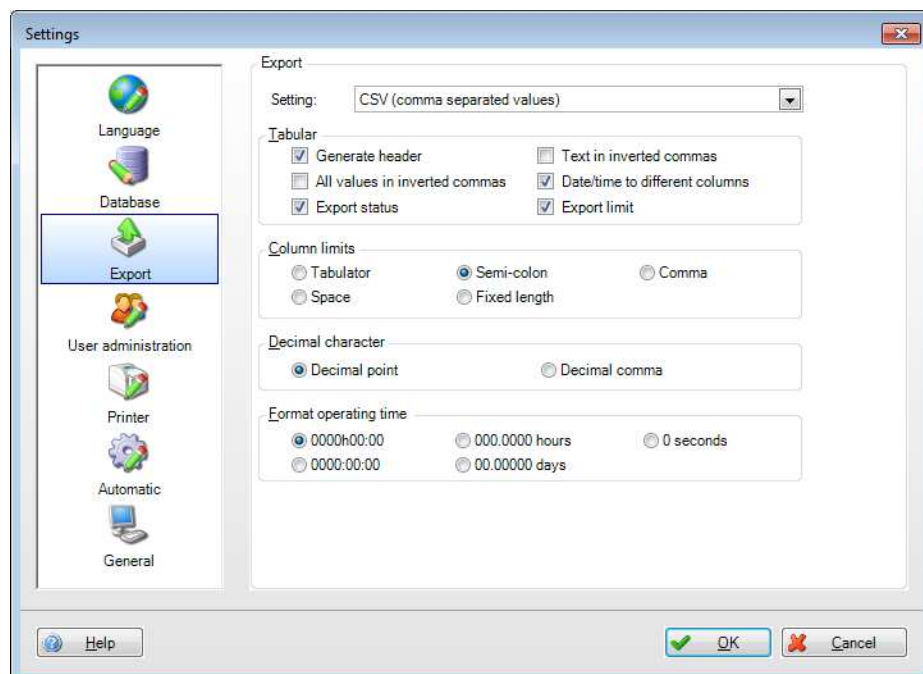 Settings
Language
Database
Export
User administration
Printer
Automatic
General
Export
Setting: CSV (comma separated values)
Tabular
Generate header Text in inverted commas
All values in inverted commas Date/time to different columns
Export status Export limit
Column limits
Tabulator Semi-colon Comma
Space Fixed length
Decimal character
Decimal point Decimal comma
Format operating time
0000h00:00 000.0000 hours 0 seconds
0000:00:00 00.00000 days
Help OK Cancel